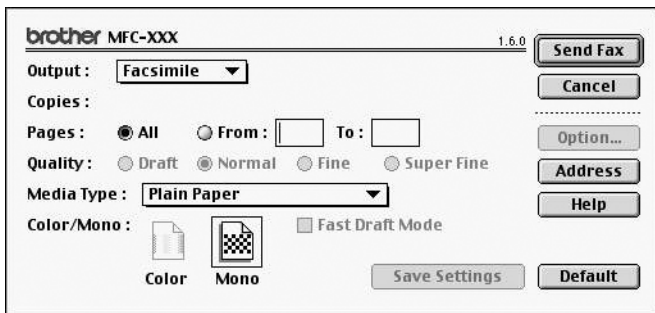 brother MFC-XXX 1.6.0 Send Fax
Output : Facsimile Cancel
Copies :
Pages : All From : To : Option...
Quality : Draft Normal Fine Super Fine Address
Media Type : Plain Paper Help
Color/Mono : Fast Draft Mode
Color Mono Save Settings Default